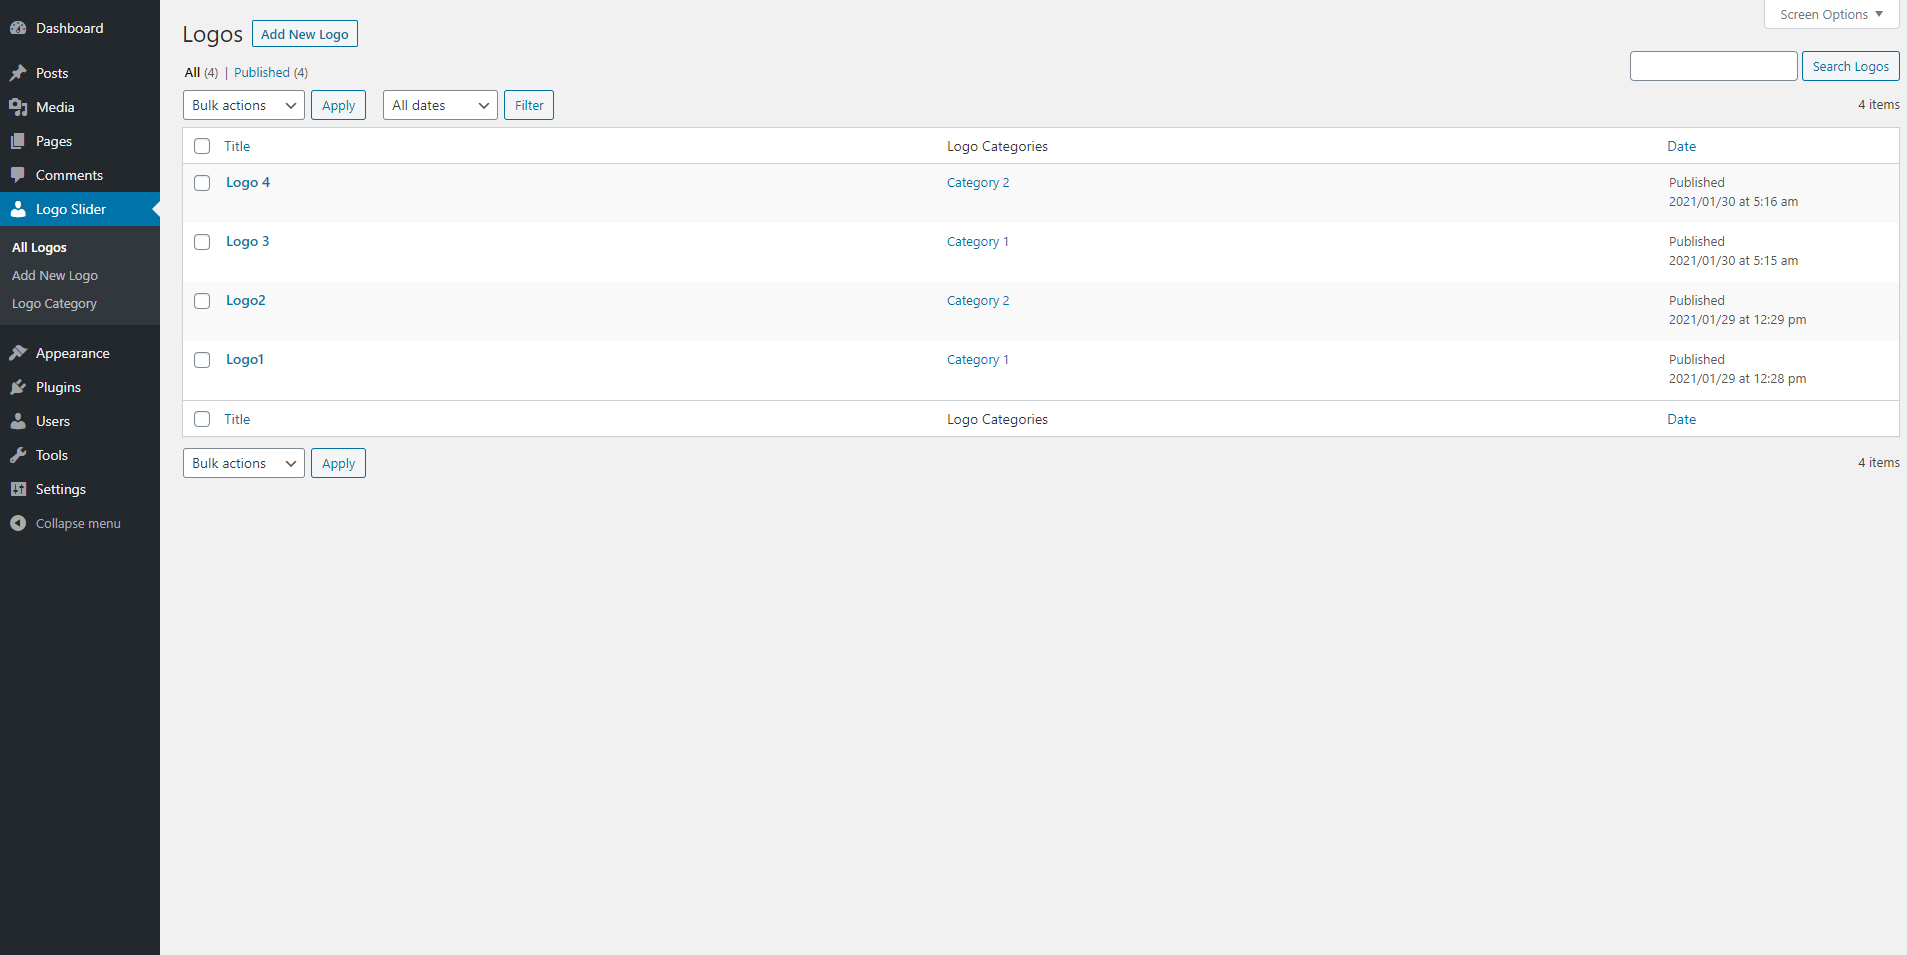 Dashboard
Posts
Media
Pages
Comments
Logo Slider
All Logos
Add New Logo
Logo Category
Appearance
Plugins
Users
Tools
Settings
Collapse menu
Screen Options
Logos Add New Logo
All (4) | Published (4)
Search Logos
Bulk actions Apply All dates Filter 4 items
Title Logo Categories Date
Logo 4 Category 2 Published
2021/01/30 at 5:16 am
Logo 3 Category 1 Published
2021/01/30 at 5:15 am
Logo2 Category 2 Published
2021/01/29 at 12:29 pm
Logo1 Category 1 Published
2021/01/29 at 12:28 pm
Title Logo Categories Date
Bulk actions Apply 4 items